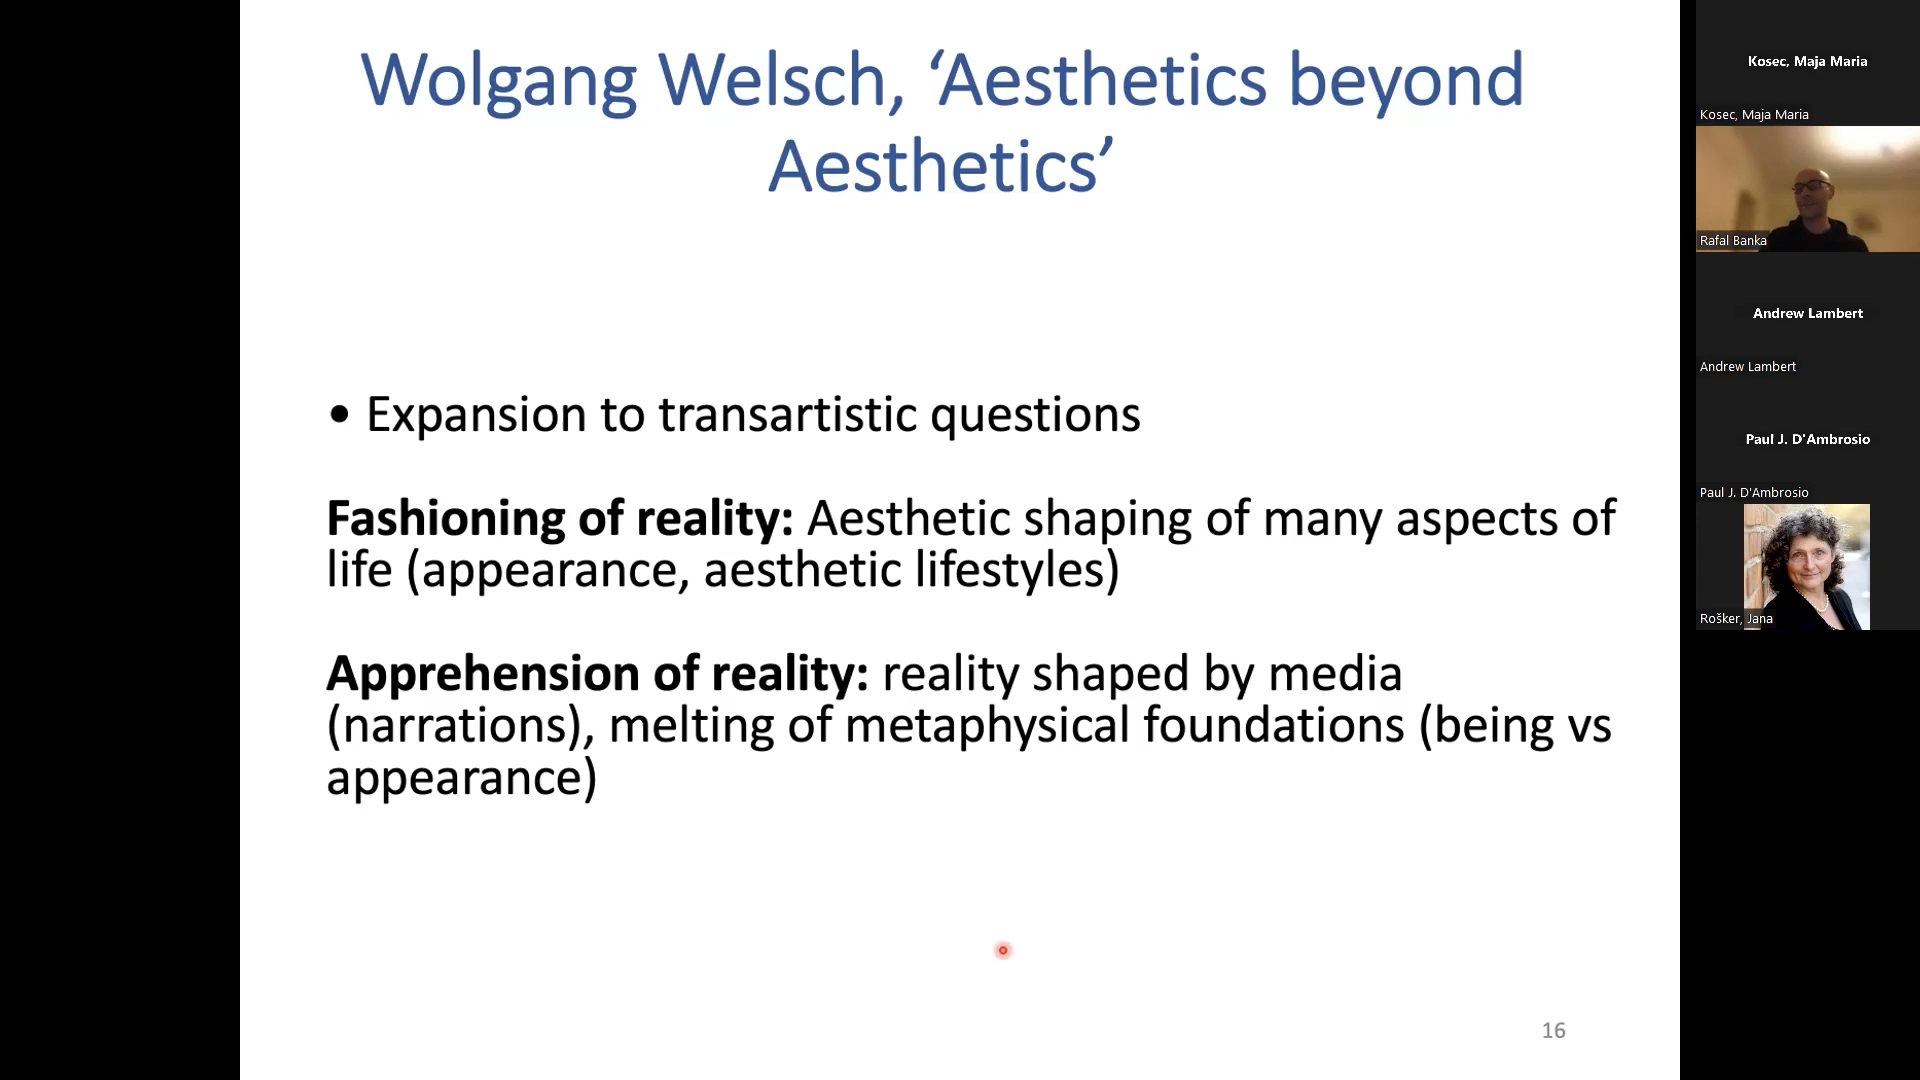 Wolgang Welsch, ‘Aesthetics beyond
Aesthetics’
• Expansion to transartistic questions
Fashioning of reality: Aesthetic shaping of many aspects of
life (appearance, aesthetic lifestyles)
Apprehension of reality: reality shaped by media
(narrations), melting of metaphysical foundations (being vs
appearance)
16
Kosec, Maja Maria
Kosec, Maja Maria
Rafal Banka
Andrew Lambert
Andrew Lambert
Paul J. D'Ambrosio
Paul J. D'Ambrosio
Rošker, Jana